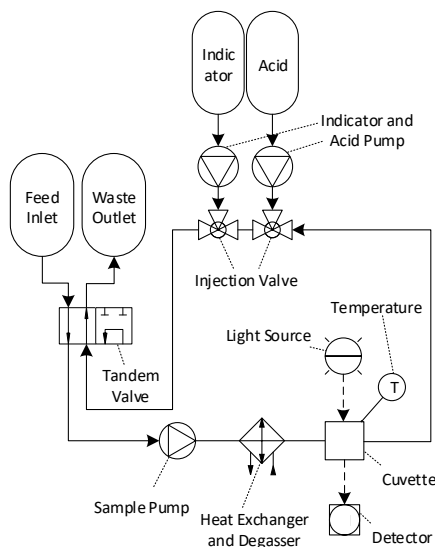 Indic
ator
Acid
Indicator and
Acid Pump
Feed
Inlet
Waste
Outlet
Injection Valve
Temperature
Light Source
T
Tandem
Valve
Cuvette
Sample Pump
Heat Exchanger
and Degasser
Detector